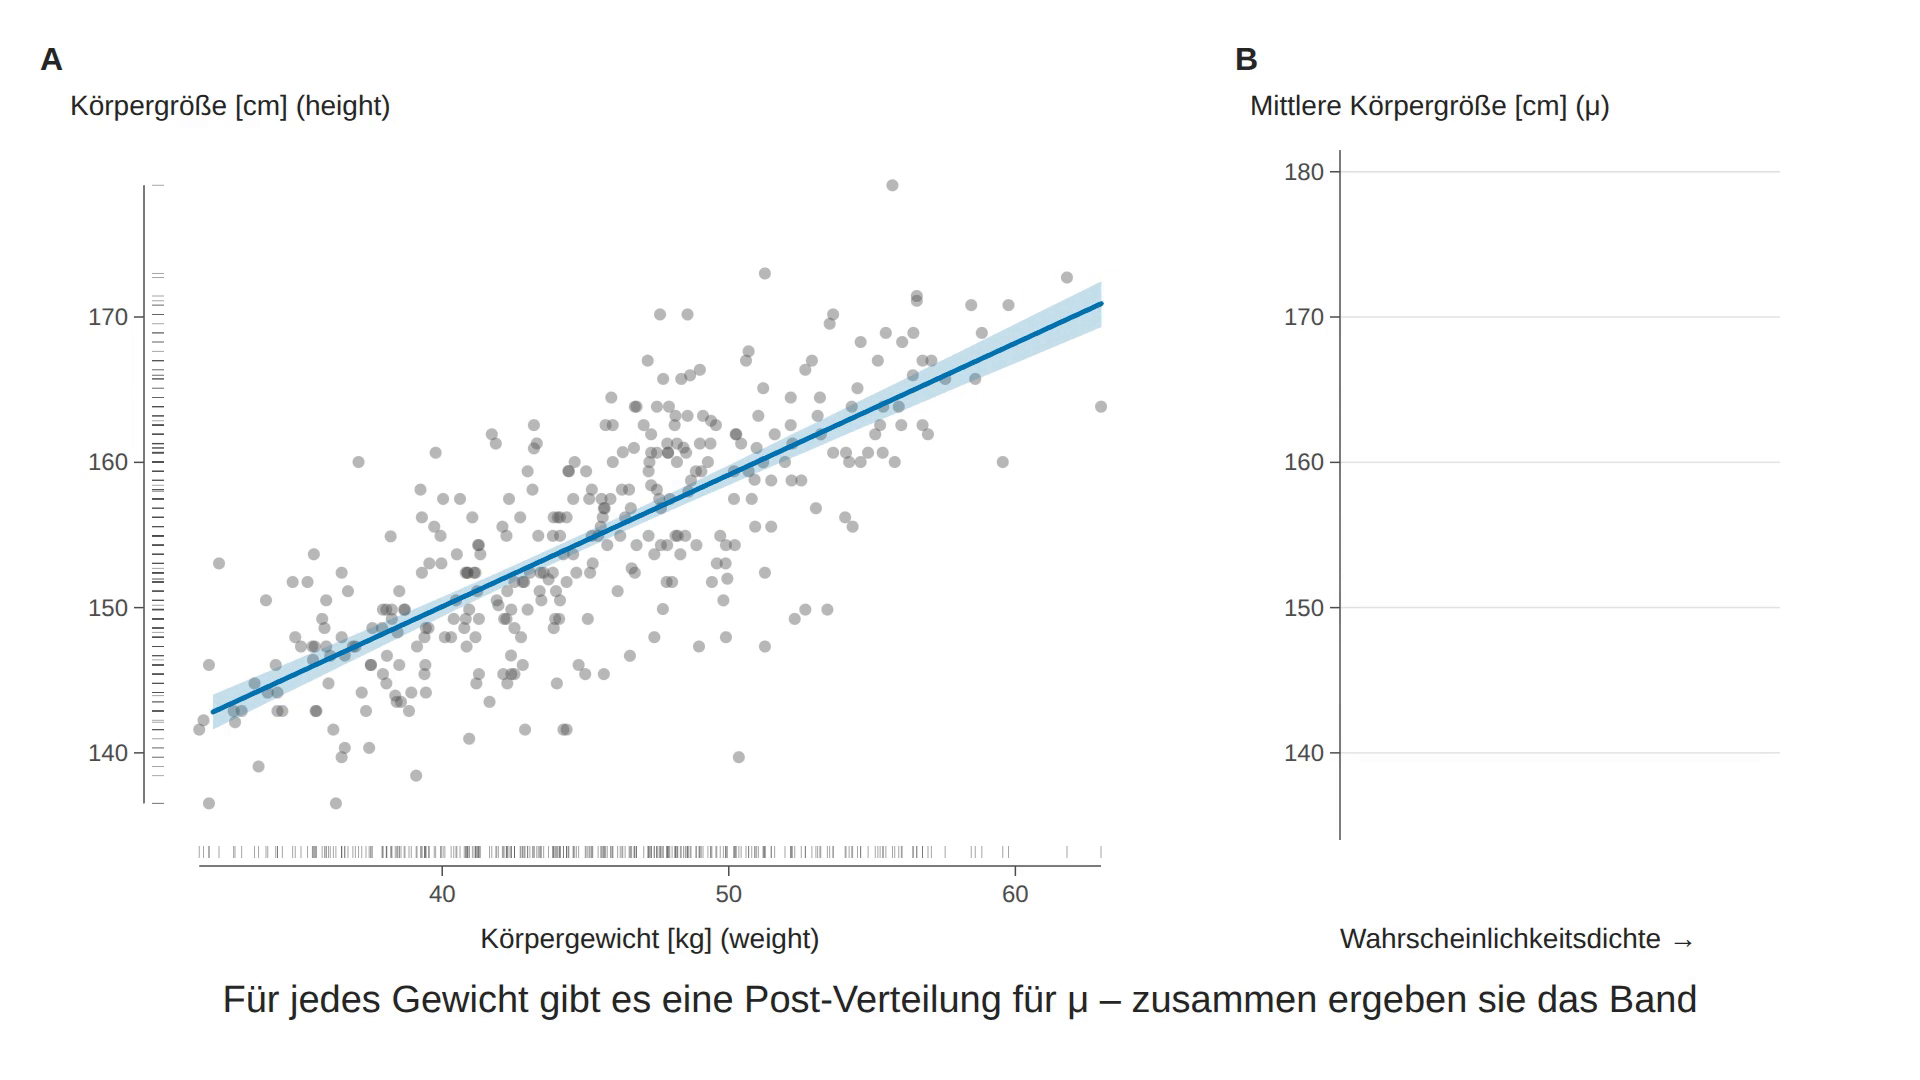 A
B
Körpergröße [cm] (height)
Mittlere Körpergröße [cm] (μ)
180
170
160
150
140
170
160
150
140
40 50 60
Körpergewicht [kg] (weight)
Wahrscheinlichkeitsdichte →
Für jedes Gewicht gibt es eine Post-Verteilung für μ – zusammen ergeben sie das Band